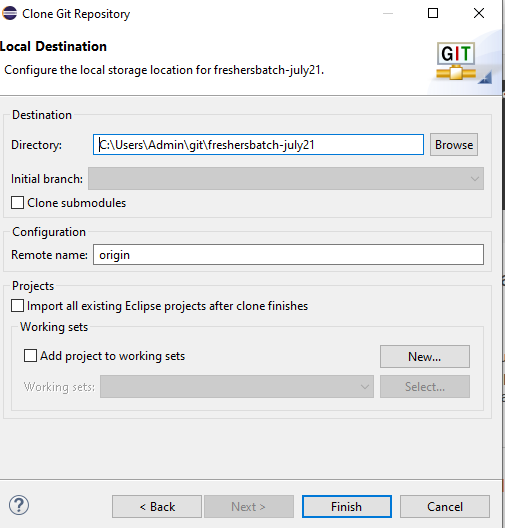 Clone Git Repository
Local Destination
Configure the local storage location for freshersbatch-july21.
GIT
Destination
Directory: C:\Users\Admin\git\freshersbatch-july21 Browse
Initial branch:
Clone submodules
Configuration
Remote name: origin
Projects
Import all existing Eclipse projects after clone finishes
Working sets
Add project to working sets New...
Working sets: Select...
? < Back Next > Finish Cancel